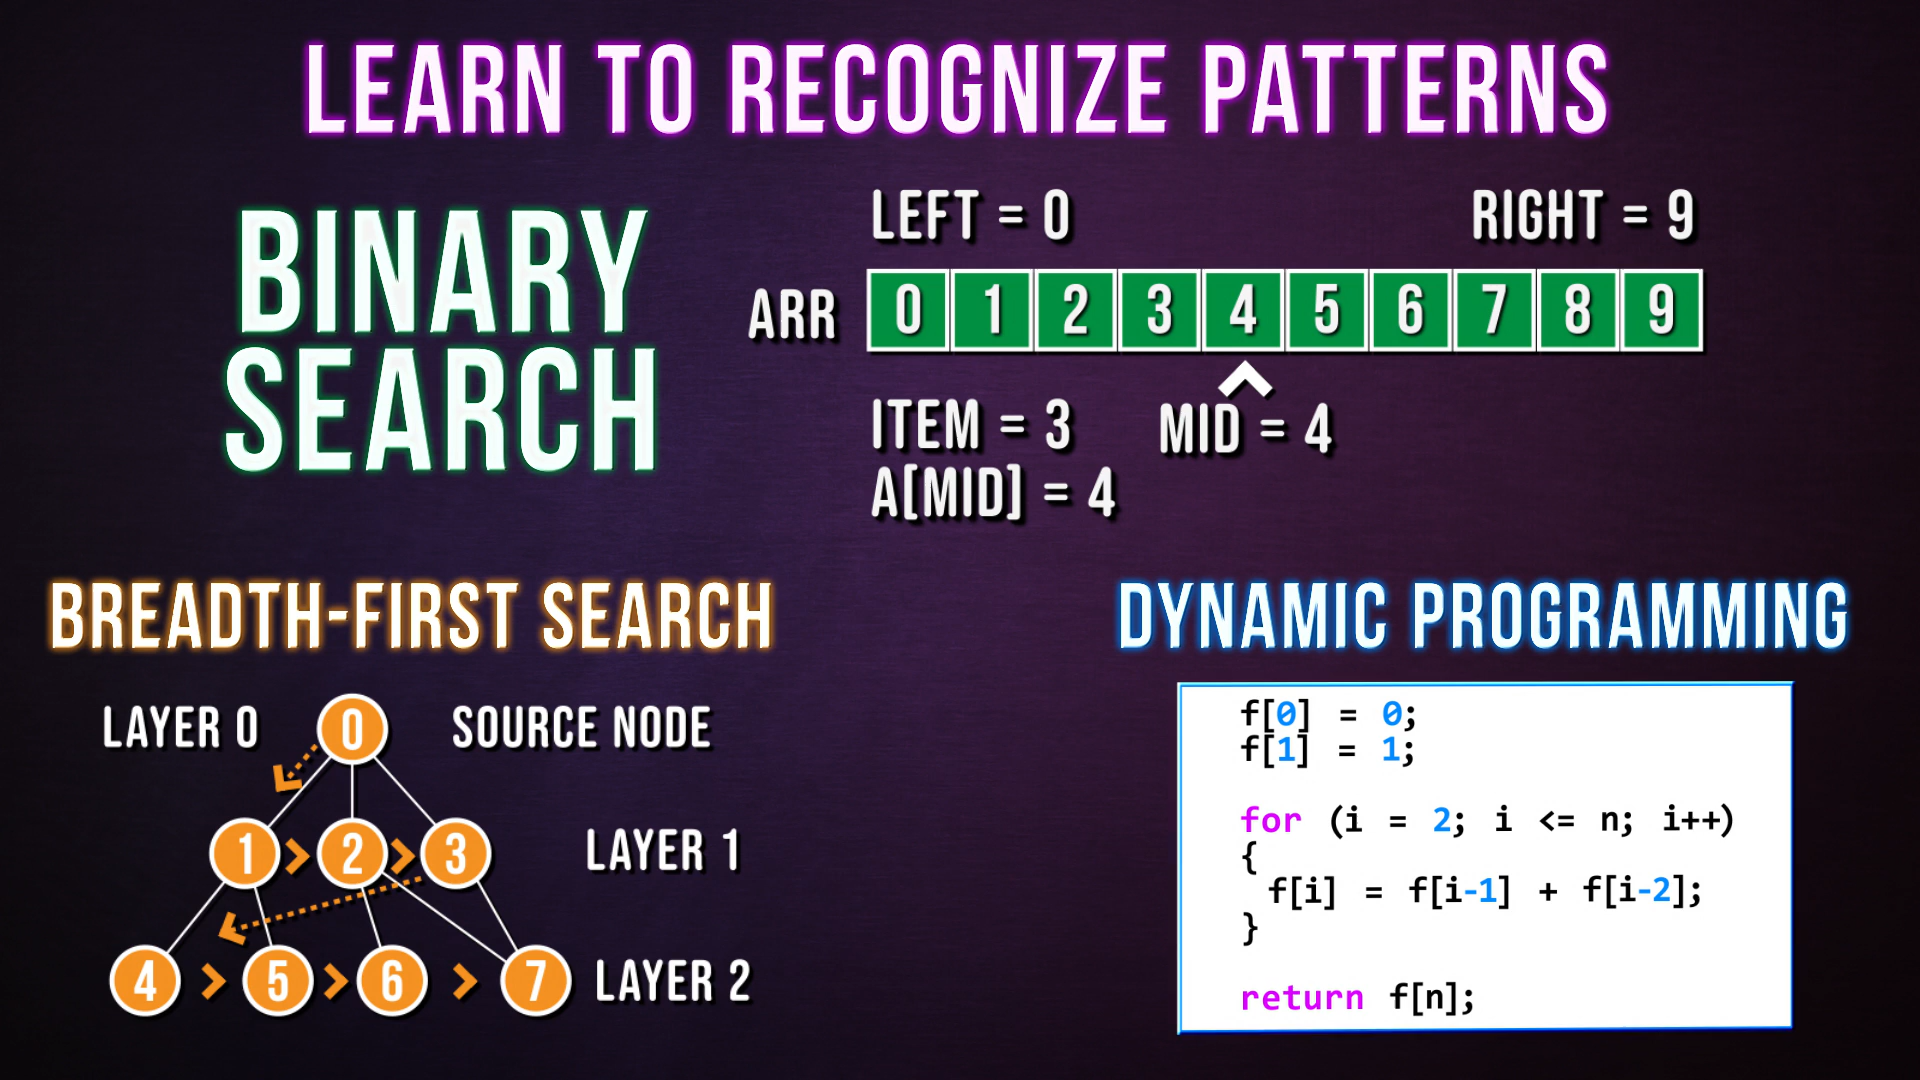 LEARN TO RECOGNIZE PATTERNS
BINARY
SEARCH
LEFT = 0
RIGHT = 9
ARR 0 1 2 3 4 5 6 7 8 9
ITEM = 3
MID = 4
A[MID] = 4
BREADTH-FIRST SEARCH
LAYER 0
0
SOURCE NODE
1 > 2 > 3
LAYER 1
4 > 5 > 6 > 7
LAYER 2
DYNAMIC PROGRAMMING
f[0] = 0;
f[1] = 1;
for (i = 2; i <= n; i++)
{
f[i] = f[i-1] + f[i-2];
}
return f[n];